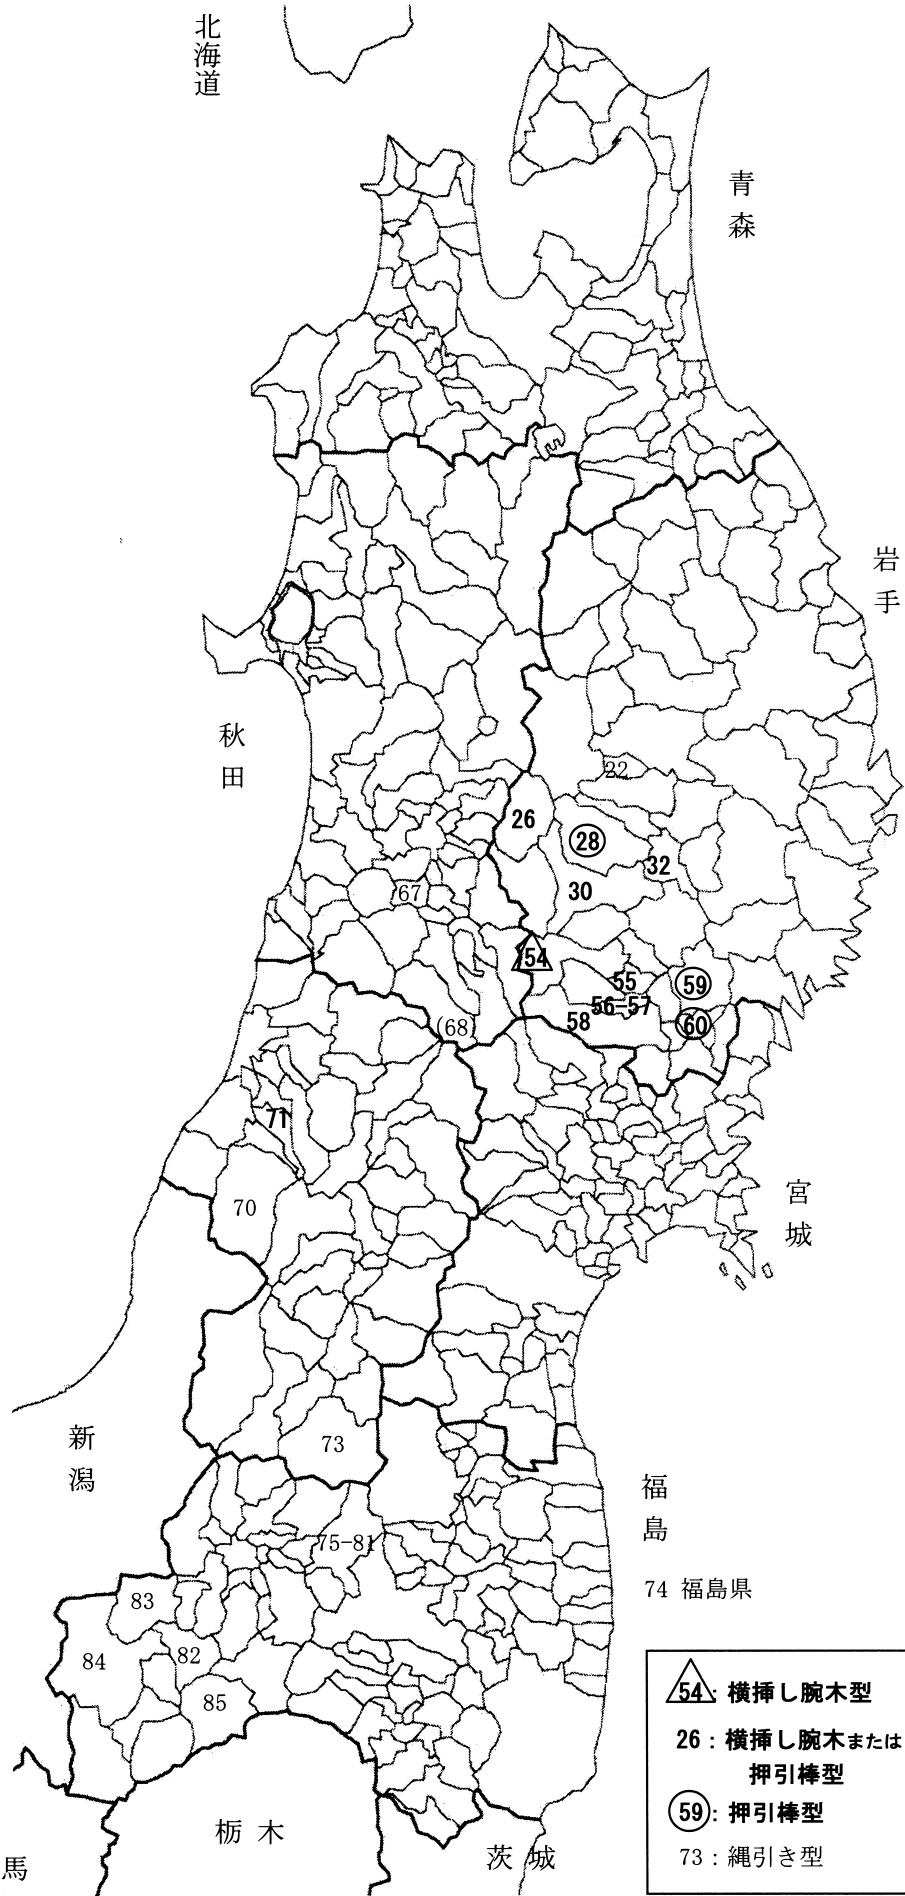 北海道
青森
岩手
秋田
22
26
28
32
30
67
54
55
59
56-57
58
60
(68)
71
70
宮城
新潟
73
福島
75-81
74 福島県
83
84
82
85
54: 横挿し腕木型
26: 横挿し腕木または
押引棒型
59: 押引棒型
73: 縄引き型
栃木
茨城
馬